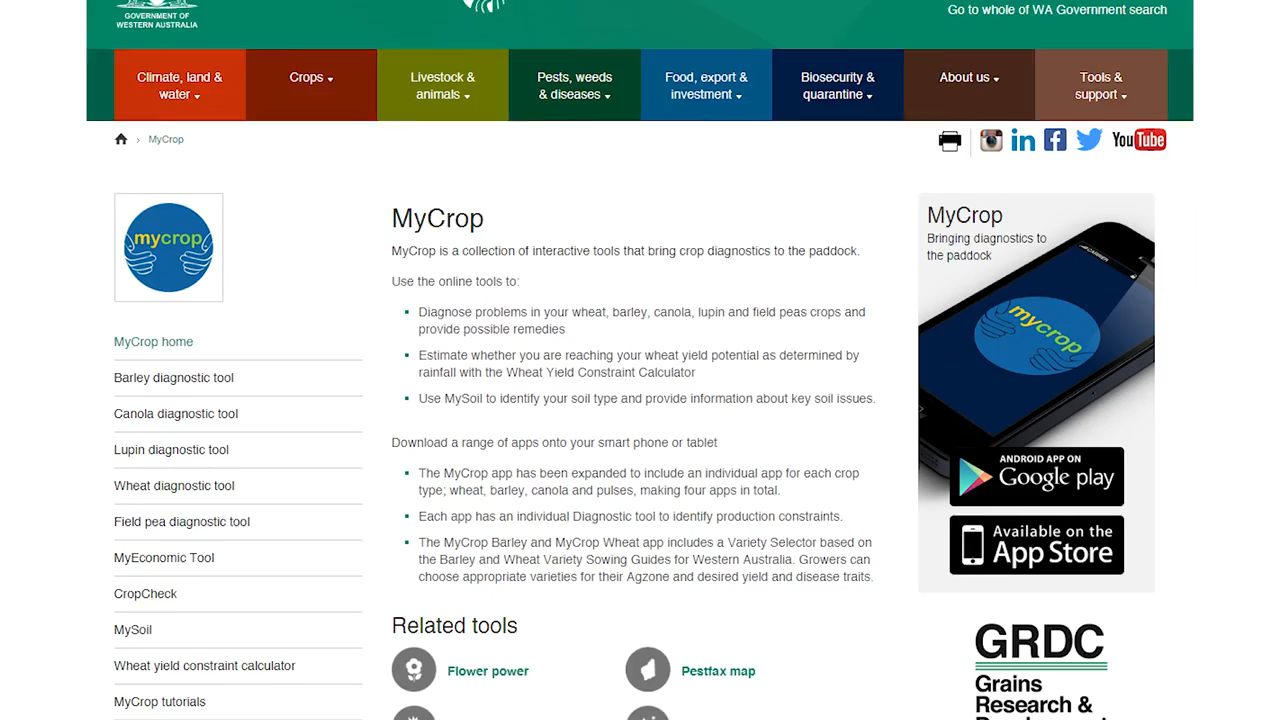 GOVERNMENT OF
WESTERN AUSTRALIA
Go to whole of WA Government search
Climate, land &
water
Crops
Livestock &
animals
Pests, weeds
& diseases
Food, export &
investment
Biosecurity &
quarantine
About us
Tools &
support
MyCrop
in
You Tube
mycrop
MyCrop home
Barley diagnostic tool
Canola diagnostic tool
Lupin diagnostic tool
Wheat diagnostic tool
Field pea diagnostic tool
MyEconomic Tool
CropCheck
MySoil
Wheat yield constraint calculator
MyCrop tutorials
MyCrop
MyCrop is a collection of interactive tools that bring crop diagnostics to the paddock.
Use the online tools to:
Diagnose problems in your wheat, barley, canola, lupin and field peas crops and
provide possible remedies
Estimate whether you are reaching your wheat yield potential as determined by
rainfall with the Wheat Yield Constraint Calculator
Use MySoil to identify your soil type and provide information about key soil issues.
Download a range of apps onto your smart phone or tablet
The MyCrop app has been expanded to include an individual app for each crop
type; wheat, barley, canola and pulses, making four apps in total.
Each app has an individual Diagnostic tool to identify production constraints.
The MyCrop Barley and MyCrop Wheat app includes a Variety Selector based on
the Barley and Wheat Variety Sowing Guides for Western Australia. Growers can
choose appropriate varieties for their Agzone and desired yield and disease traits.
Related tools
Flower power
Pestfax map
MyCrop
Bringing diagnostics to
the paddock
CARRIER
mycrop
ANDROID APP ON
Google play
Available on the
App Store
GRDC
Grains
Research &